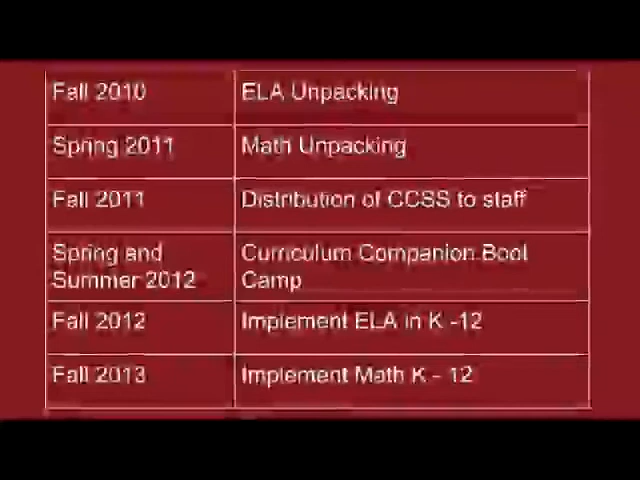 Fall 2010 ELA Unpacking
Spring 2011 Math Unpacking
Fall 2011 Distribution of CCSS to staff
Spring and Curriculum Companion Boot
Summer 2012 Camp
Fall 2012 Implement ELA in K -12
Fall 2013 Implement Math K - 12